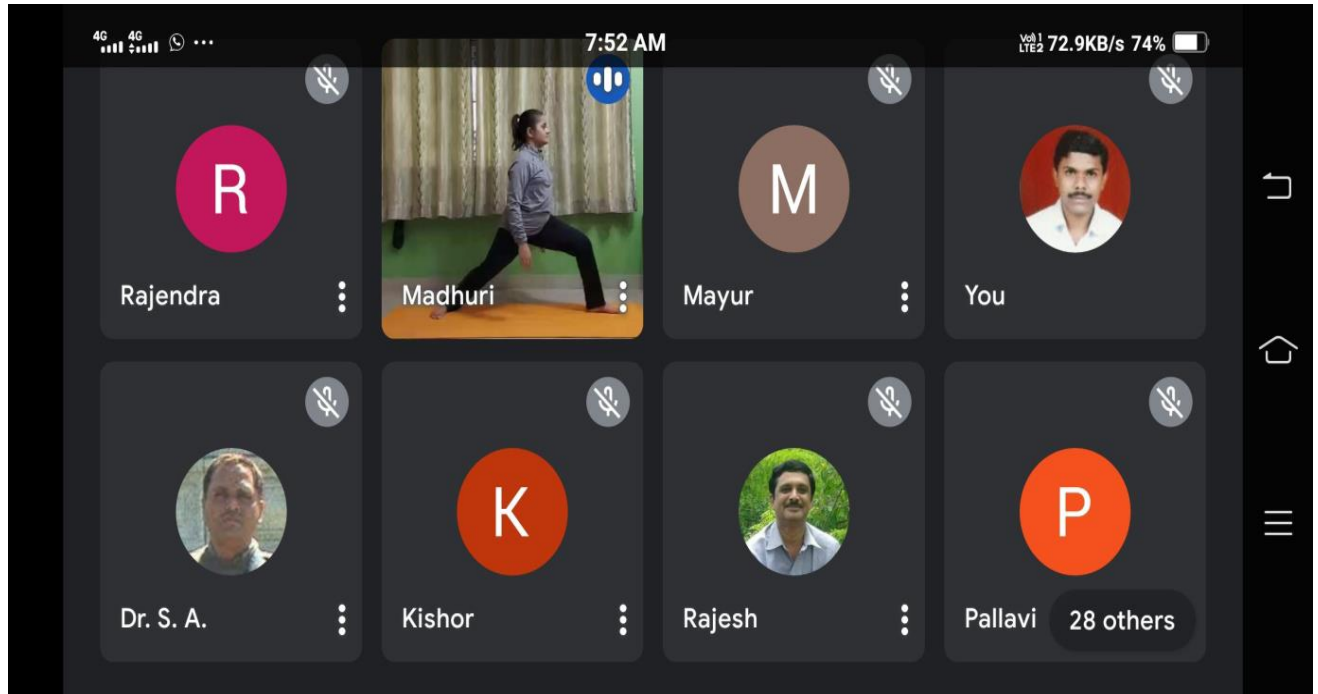 4G 4G ... 7:52 AM Vo) 1 LTE2 72.9KB/s 74%
R M
Rajendra Madhuri Mayur You
K P
Dr. S. A. Kishor Rajesh Pallavi 28 others